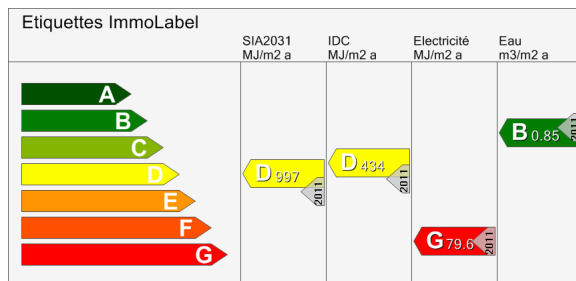 Etiquettes ImmoLabel
SIA2031 IDC Electricité Eau
MJ/m2 a MJ/m2 a MJ/m2 a m3/m2 a
A
B
C
D
E
F
G
D 997
2011
D 434
2011
G 79.6
2011
B 0.85
2011